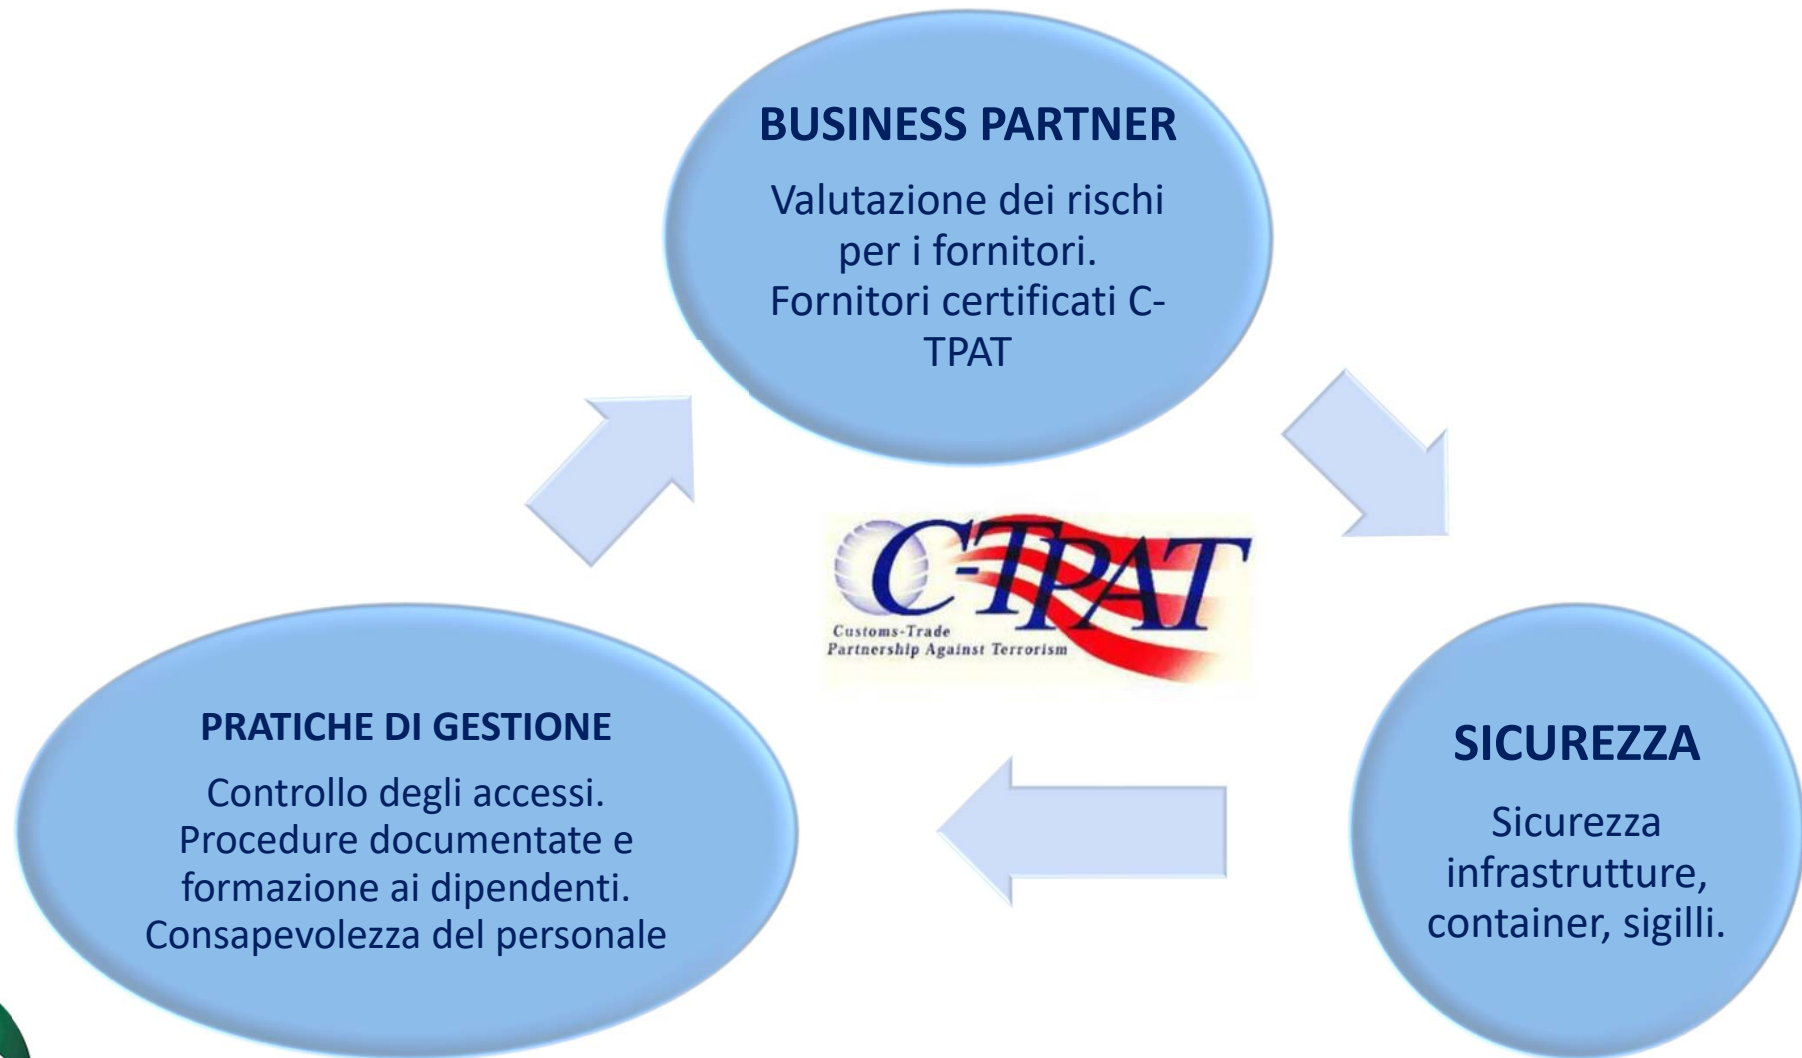 BUSINESS PARTNER
Valutazione dei rischi
per i fornitori.
Fornitori certificati C-
TPAT
C-TPAT
Customs-Trade
Partnership Against Terrorism
PRATICHE DI GESTIONE
Controllo degli accessi.
Procedure documentate e
formazione ai dipendenti.
Consapevolezza del personale
SICUREZZA
Sicurezza
infrastrutture,
container, sigilli.